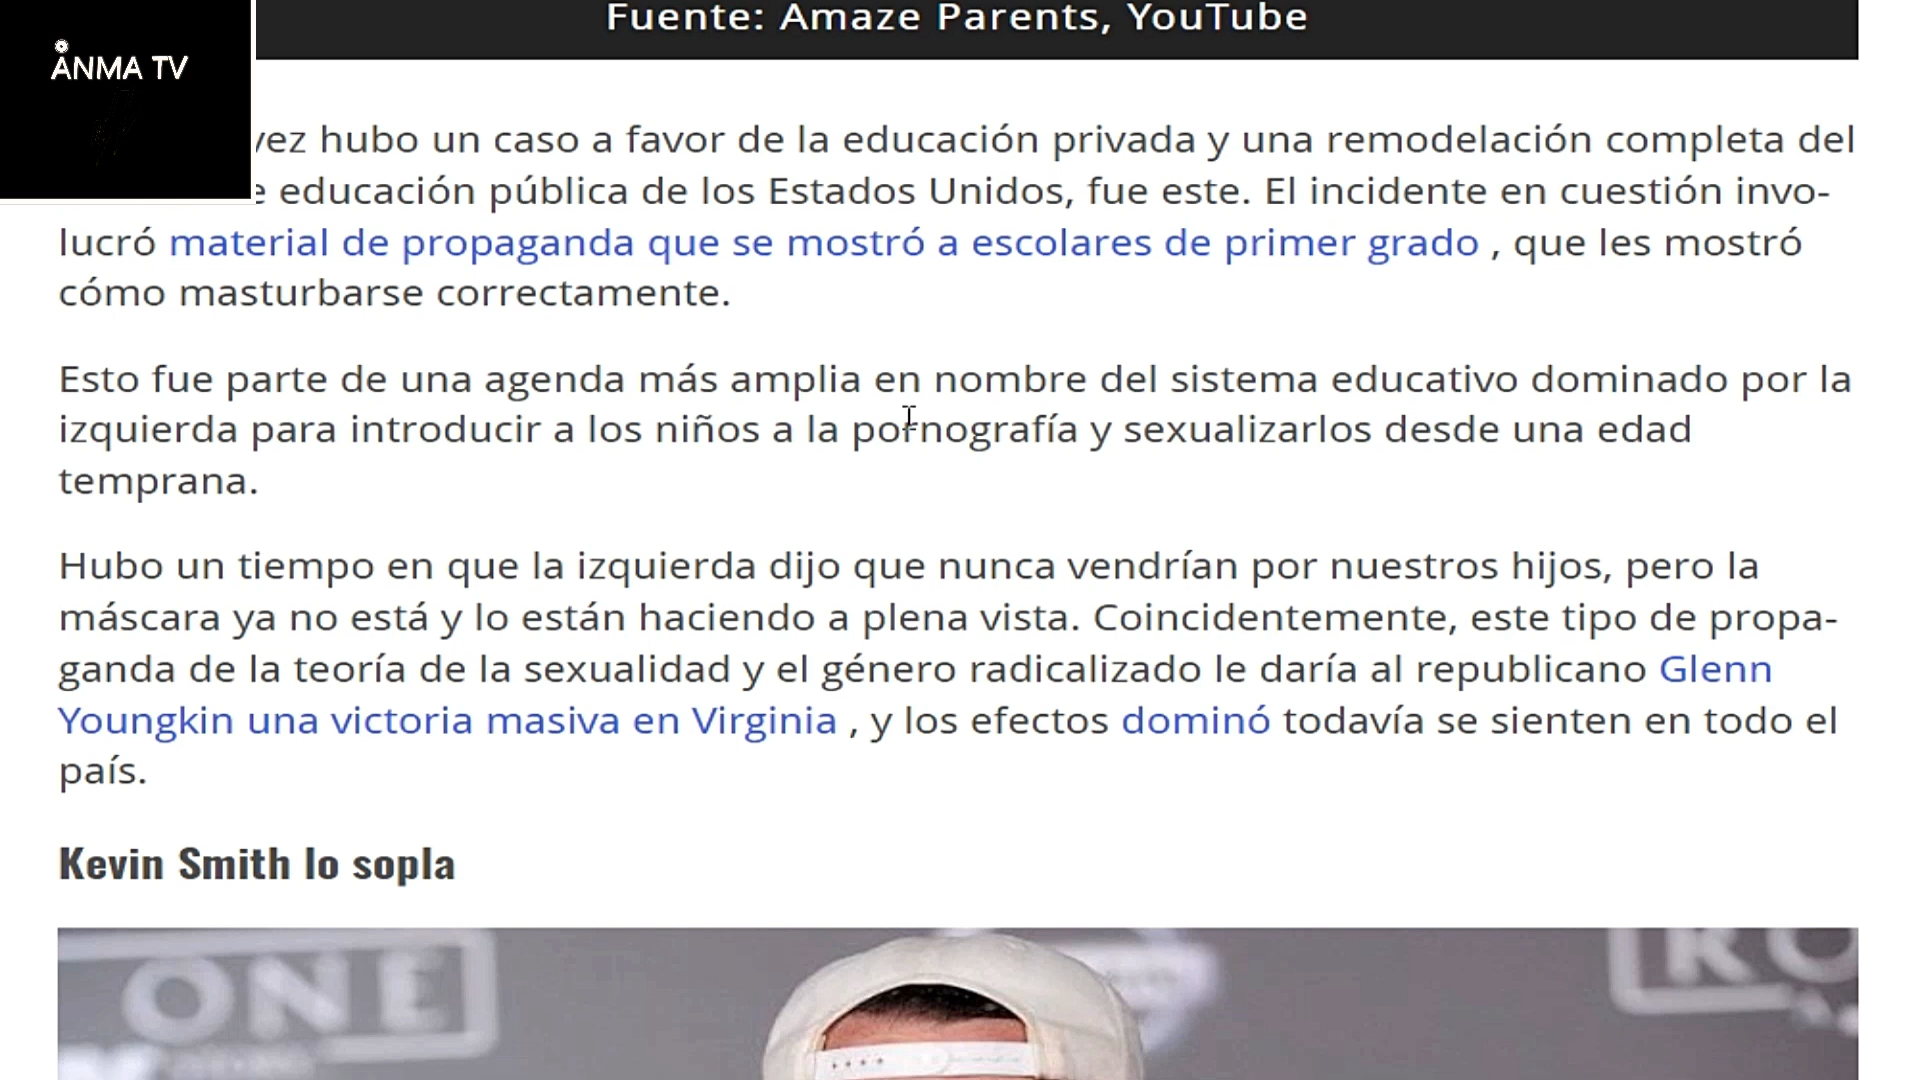 Fuente: Amaze Parents, YouTube
ANMA TV
vez hubo un caso a favor de la educación privada y una remodelación completa del
e educación pública de los Estados Unidos, fue este. El incidente en cuestión invo-
lucró material de propaganda que se mostró a escolares de primer grado , que les mostró
cómo masturbarse correctamente.
Esto fue parte de una agenda más amplia en nombre del sistema educativo dominado por la
izquierda para introducir a los niños a la pornografía y sexualizarlos desde una edad
temprana.
Hubo un tiempo en que la izquierda dijo que nunca vendrían por nuestros hijos, pero la
máscara ya no está y lo están haciendo a plena vista. Coincidentemente, este tipo de propa-
ganda de la teoría de la sexualidad y el género radicalizado le daría al republicano Glenn
Youngkin una victoria masiva en Virginia , y los efectos dominó todavía se sienten en todo el
país.
Kevin Smith lo sopla
ONE